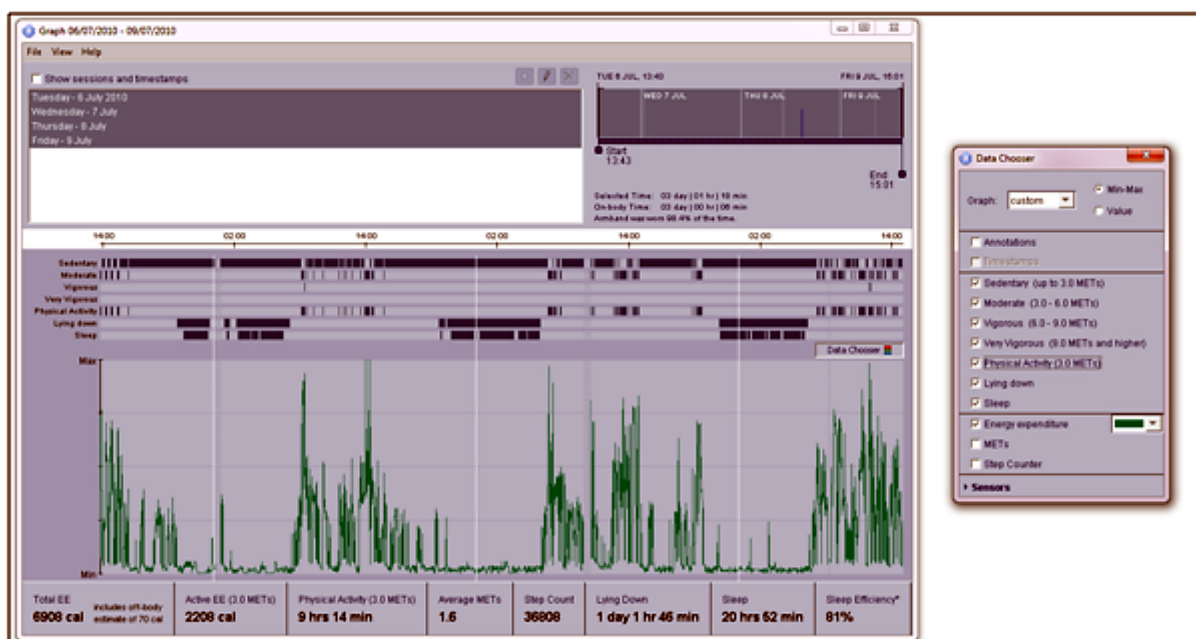 Graph 06/07/2010 - 09/07/2010
File View Help
Show sessions and timestamps
Tuesday - 6 July 2010
Wednesday - 7 July
Thursday - 8 July
Friday - 9 July
TUE 6 JUL, 13:43
FRI 9 JUL, 15:01
WED 7 JUL
THU 8 JUL
FRI 9 JUL
Start
13:43
End
15:01
Selected Time: 03 day | 01 hr | 18 min
On-body Time: 03 day | 00 hr | 06 min
Armband was worn 98.4% of the time.
14:00 02:00 14:00 02:00 14:00 02:00 14:00
Sedentary
Moderate
Vigorous
Very Vigorous
Physical Activity
Lying down
Sleep
Data Chooser
Max
Min
Total EE
6908 cal
includes off-body
estimate of 70 cal
Active EE (3.0 METs)
2208 cal
Physical Activity (3.0 METs)
9 hrs 14 min
Average METs
1.6
Step Count
36808
Lying Down
1 day 1 hr 46 min
Sleep
20 hrs 52 min
Sleep Efficiency*
81%
Data Chooser
Graph: custom
Min-Max
Value
Annotations
Timestamps
Sedentary (up to 3.0 METs)
Moderate (3.0 - 6.0 METs)
Vigorous (6.0 - 9.0 METs)
Very Vigorous (9.0 METs and higher)
Physical Activity (3.0 METs)
Lying down
Sleep
Energy expenditure
METs
Step Counter
Sensors